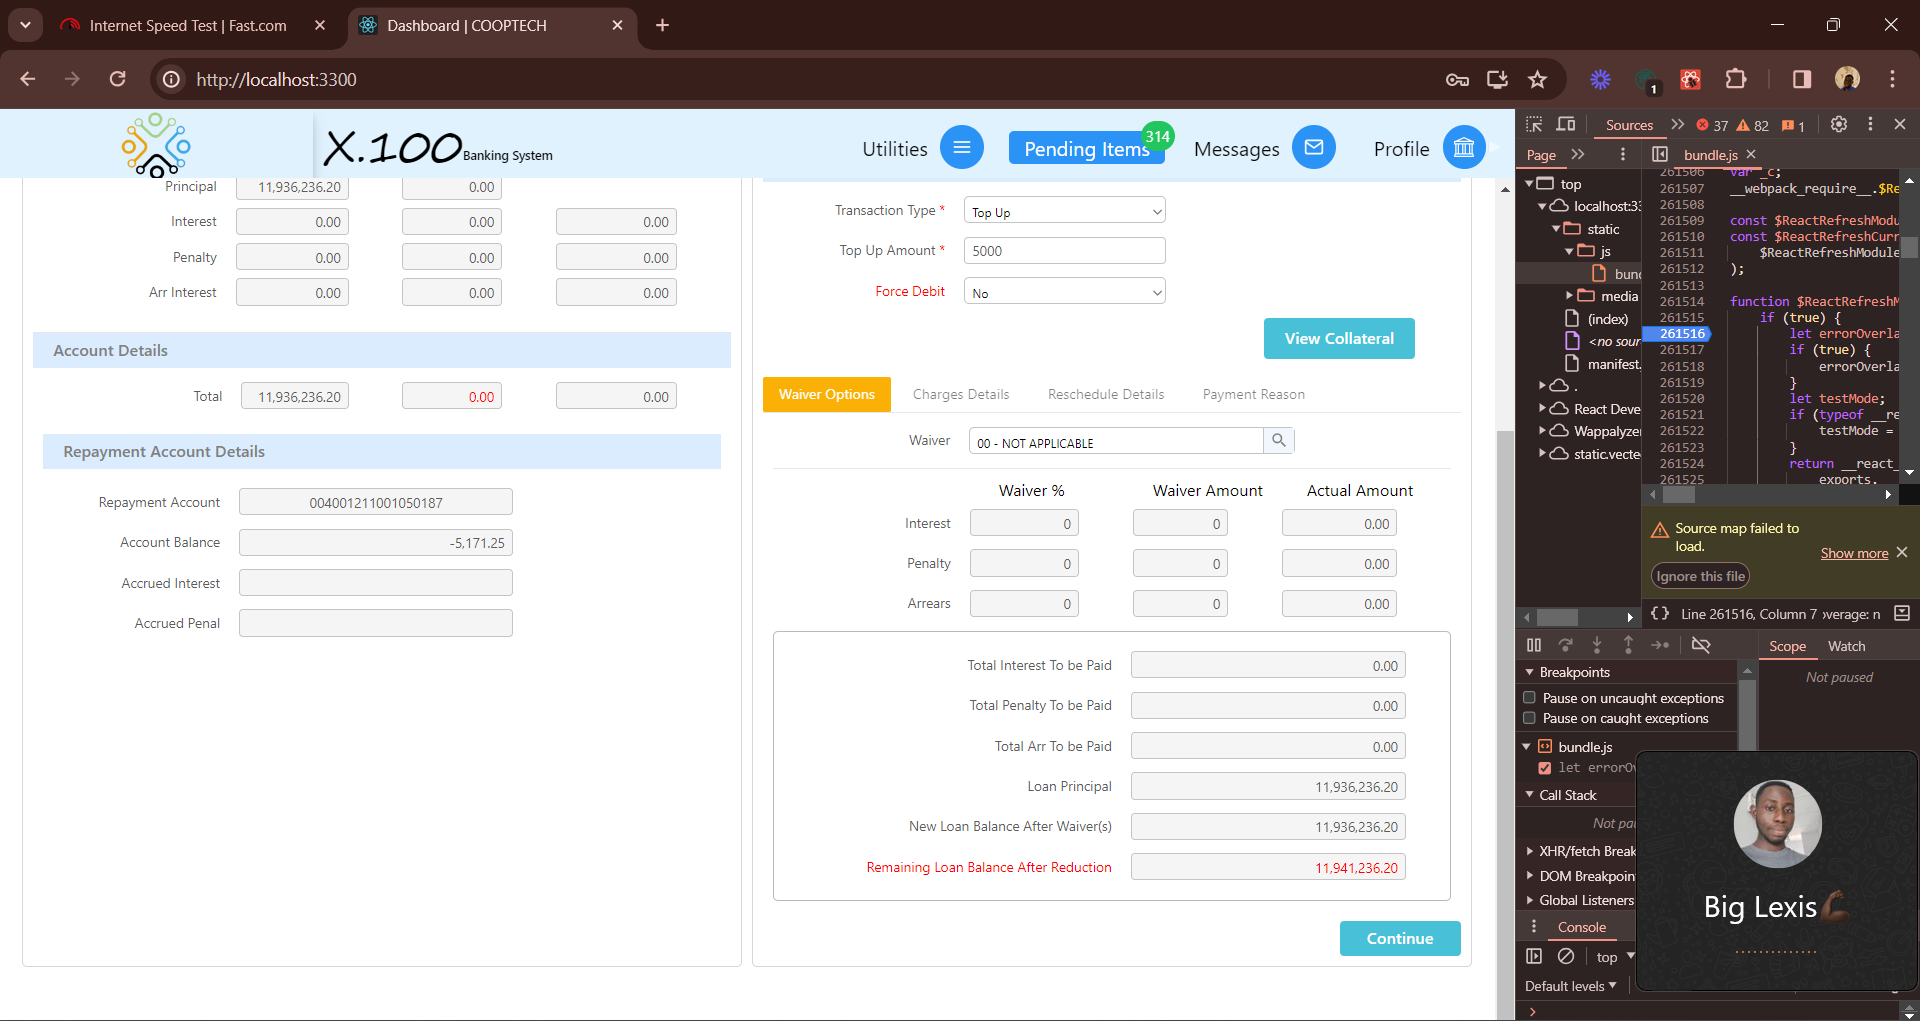 Internet Speed Test | Fast.com
Dashboard | COOPTECH
http://localhost:3300
1
X.100 Banking System
Utilities
Pending Items
314
Messages
Profile
Principal 11,936,236.20 0.00
Interest 0.00 0.00 0.00
Penalty 0.00 0.00 0.00
Arr Interest 0.00 0.00 0.00
Account Details
Total 11,936,236.20 0.00 0.00
Repayment Account Details
Repayment Account 004001211001050187
Account Balance -5,171.25
Accrued Interest
Accrued Penal
Transaction Type * Top Up
Top Up Amount * 5000
Force Debit No
View Collateral
Waiver Options Charges Details Reschedule Details Payment Reason
Waiver 00 - NOT APPLICABLE
Waiver % Waiver Amount Actual Amount
Interest 0 0 0.00
Penalty 0 0 0.00
Arrears 0 0 0.00
Total Interest To be Paid 0.00
Total Penalty To be Paid 0.00
Total Arr To be Paid 0.00
Loan Principal 11,936,236.20
New Loan Balance After Waiver(s) 11,936,236.20
Remaining Loan Balance After Reduction 11,941,236.20
Continue
Sources 37 82 1
Page
bundle.js
top
localhost:33
static
js
bund
media
(index)
<no sour
manifest.
.
React Deve
Wappalyzer
static.vecte
261506 var _c;
261507 __webpack_require__.$Re
261508
261509 const $ReactRefreshModu
261510 const $ReactRefreshCurr
261511 $ReactRefreshModule
261512 );
261513
261514 function $ReactRefreshM
261515 if (true) {
261516 let errorOverla
261517 if (true) {
261518 errorOverla
261519 }
261520 let testMode;
261521 if (typeof __re
261522 testMode =
261523 }
261524 return __react_
261525 exports.
Source map failed to
load.
Show more
Ignore this file
{ } Line 261516, Column 7 overage: n
Scope Watch
Not paused
Breakpoints
Pause on uncaught exceptions
Pause on caught exceptions
bundle.js
let errorOv
Call Stack
Not pau
XHR/fetch Break
DOM Breakpoin
Global Listeners
Console
top
Default levels
Big Lexis